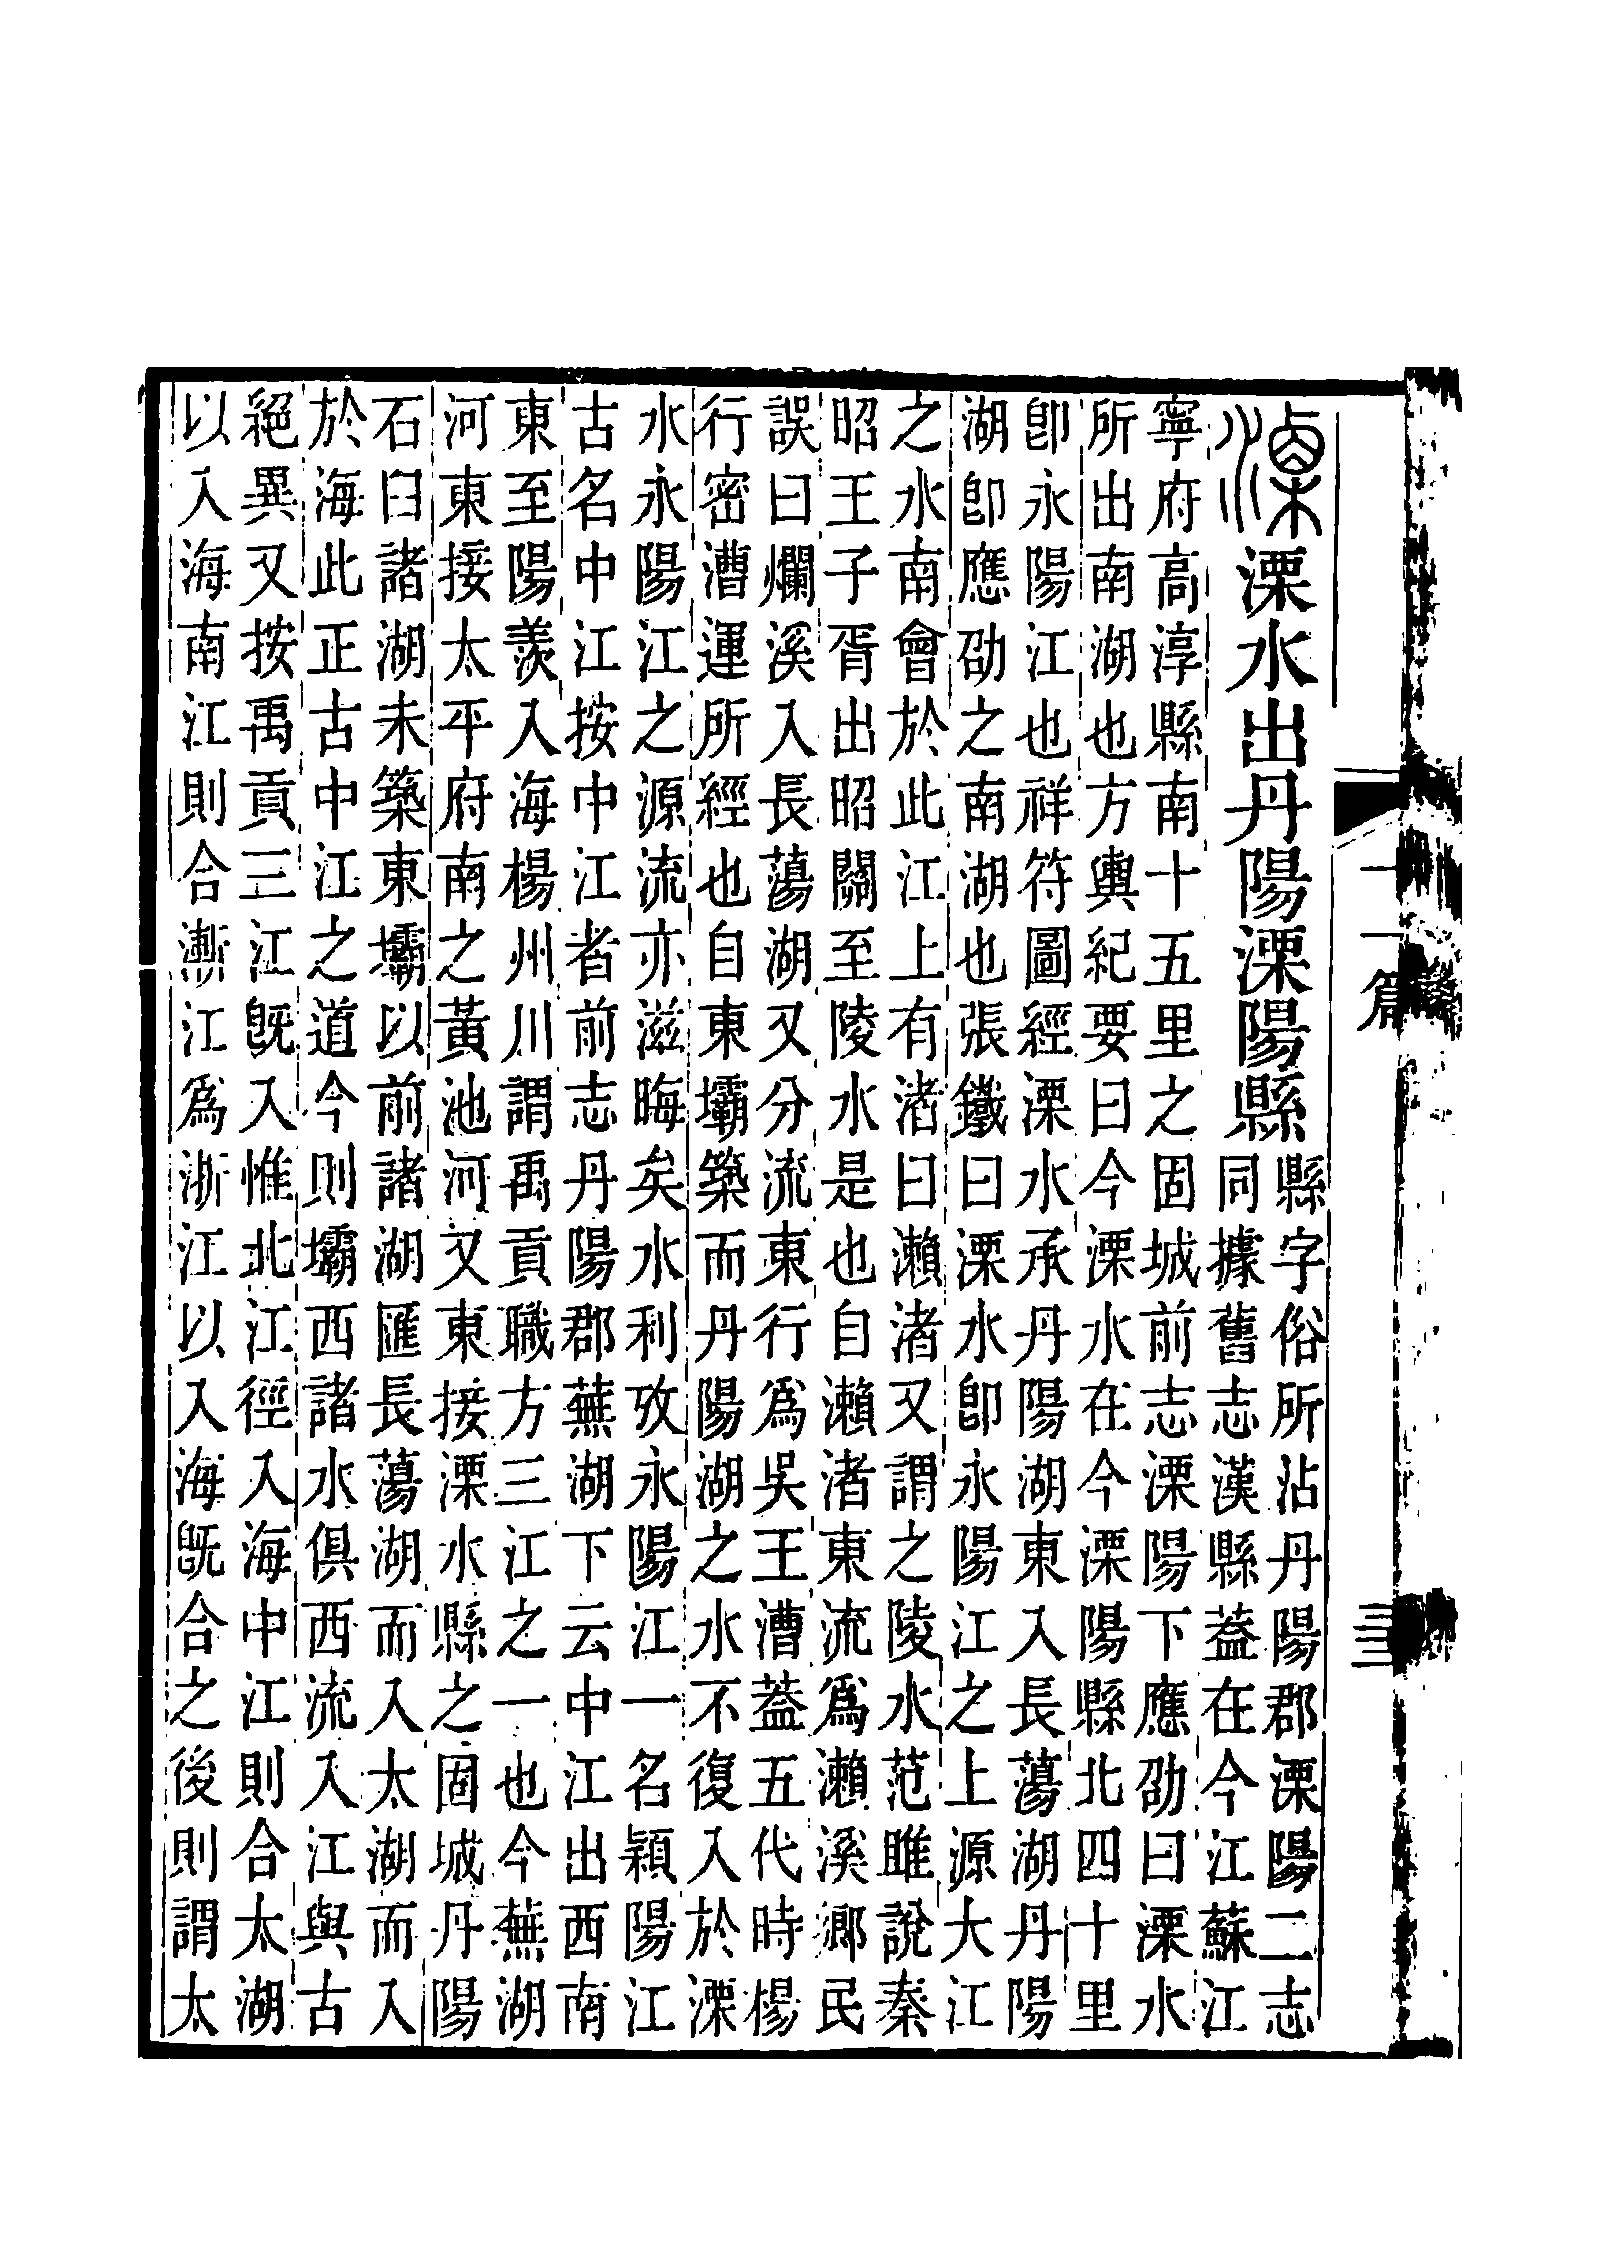 溧水出丹陽溧陽縣
縣字俗所沾丹陽郡溧陽二志
同據舊志漢縣葢在今江蘇江
寧府高淳縣南十五里之固城前志溧陽下應劭曰溧水
所出南湖也方輿紀要曰今溧水在今溧陽縣北四十里
卽永陽江也祥符圖經溧水承丹陽湖東入長蕩湖丹陽
湖卽應劭之南湖也張鐵曰溧水卽永陽江之上源大江
之水南會於此江上有渚曰瀨渚又謂之陵水范雎說秦
昭王子胥出昭關至陵水是也自瀨渚東流爲瀨溪鄉民
誤曰爛溪入長蕩湖又分流東行爲吳王漕葢五代時楊
行密漕運所經也自東壩築而丹陽湖之水不復入於溧
水永陽江之源流亦滋晦矣水利攷永陽江一名潁陽江
古名中江按中江者前志丹陽郡蕪湖下云中江出西南
東至陽羨入海楊州川謂禹貢職方三江之一也今蕪湖
河東接太平府南之黃池河又東接溧水縣之固城丹陽
石臼諸湖未築東壩以前諸湖匯長蕩湖而入太湖而入
於海此正古中江之道今則壩西諸水俱西流入江與古
絕異又按禹貢三江旣入惟北江徑入海中江則合太湖
以入海南江則合漸江爲浙江以入海旣合之後則謂太